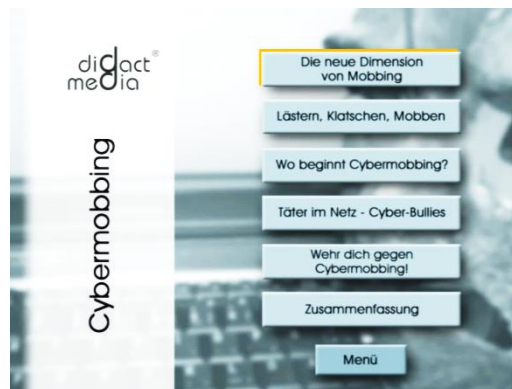 didact®
media
Cybermobbing
Die neue Dimension
von Mobbing
Lästern, Klatschen, Mobben
Wo beginnt Cybermobbing?
Täter im Netz - Cyber-Bullies
Wehr dich gegen
Cybermobbing!
Zusammenfassung
Menü